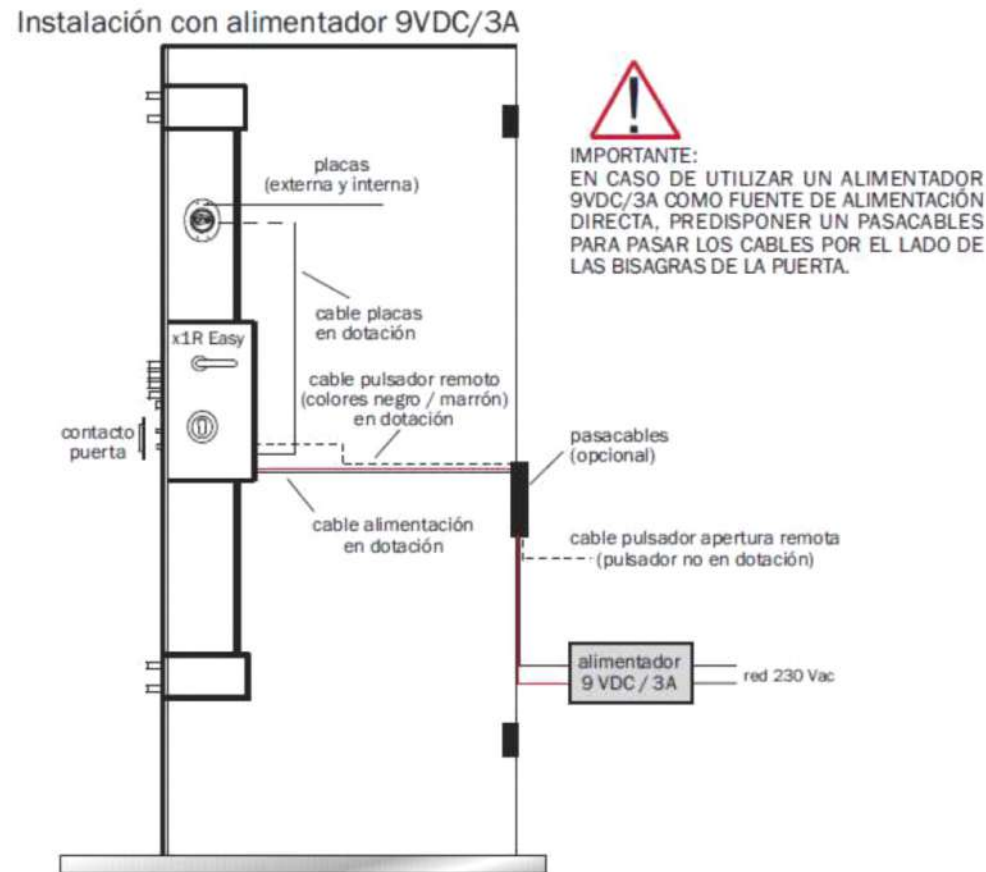 Instalación con alimentador 9VDC/3A
IMPORTANTE:
EN CASO DE UTILIZAR UN ALIMENTADOR
9VDC/3A COMO FUENTE DE ALIMENTACIÓN
DIRECTA, PREDISPONER UN PASACABLES
PARA PASAR LOS CABLES POR EL LADO DE
LAS BISAGRAS DE LA PUERTA.
placas
(externa y interna)
cable placas
en dotación
x1R Easy
cable pulsador remoto
(colores negro / marrón)
en dotación
contacto
puerta
pasacables
(opcional)
cable alimentación
en dotación
cable pulsador apertura remota
(pulsador no en dotación)
alimentador
9 VDC / 3A
red 230 Vac